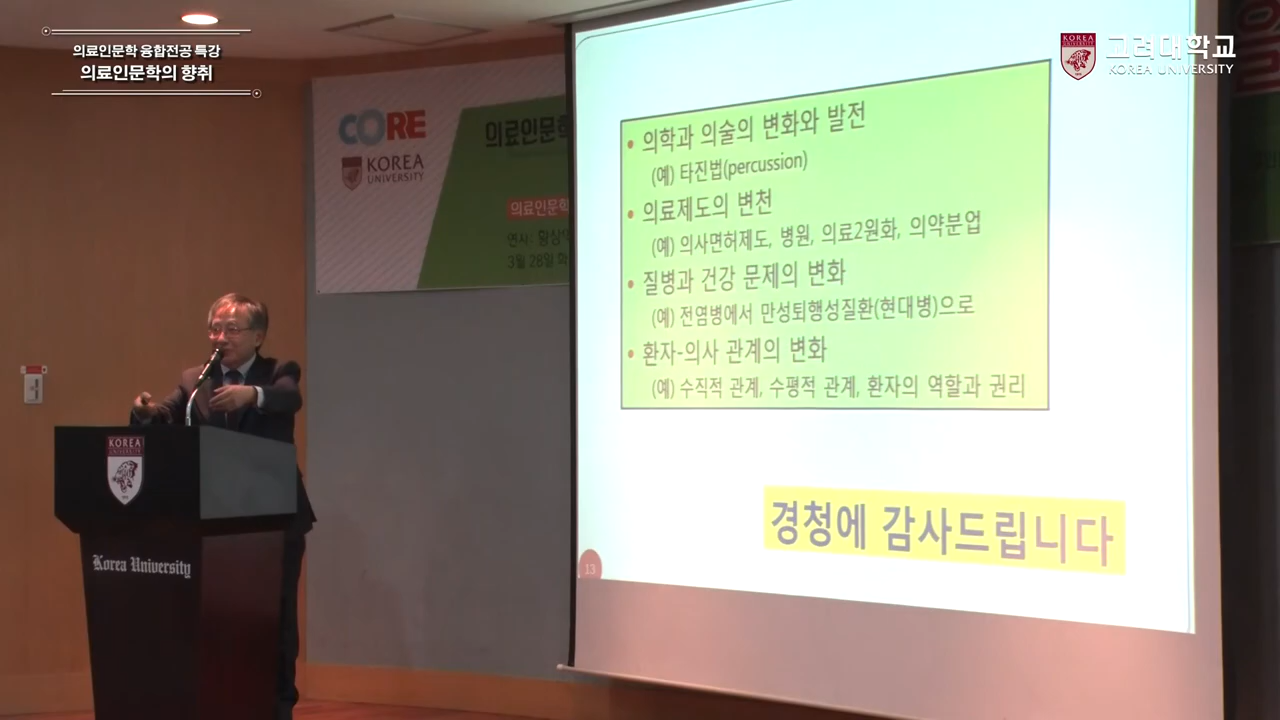 의료인문학 융합전공 특강
의료인문학의 향취
KOREA
고려대학교
KOREA UNIVERSITY
CORE
KOREA
UNIVERSITY
의료인문학
의료인문학
연사: 황상
3월 28일 화
• 의학과 의술의 변화와 발전
(예) 타진법(percussion)
• 의료제도의 변천
(예) 의사면허제도, 병원, 의료2원화, 의약분업
• 질병과 건강 문제의 변화
(예) 전염병에서 만성퇴행성질환(현대병)으로
• 환자-의사 관계의 변화
(예) 수직적 관계, 수평적 관계, 환자의 역할과 권리
경청에 감사드립니다
13
KOREA
UNIVERSITY
Korea University